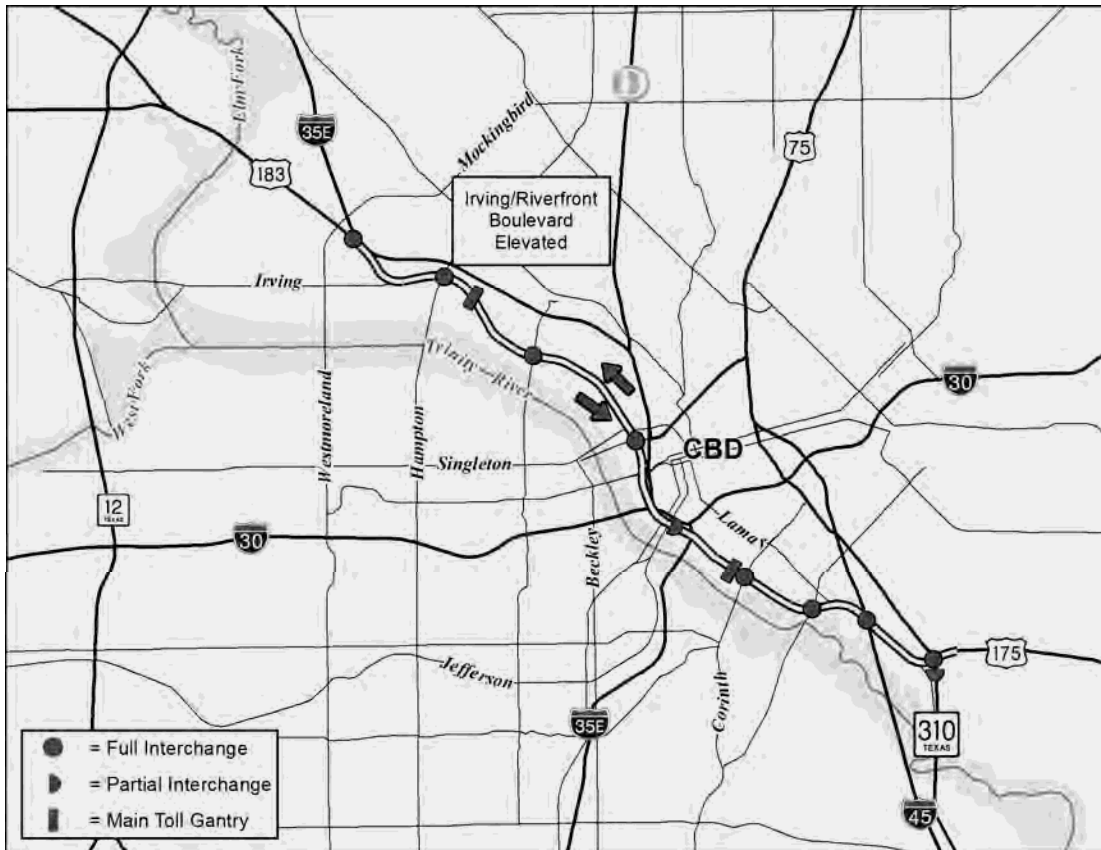 Elm Fork
35E
Mockingbird
75
183
Irving/Riverfront
Boulevard
Elevated
Irving
Trinity River
West Fork
30
Westmoreland
Hampton
Singleton
CBD
12
TEXAS
30
Beckley
Lamar
Jefferson
Corinth
175
35E
310
TEXAS
45
= Full Interchange
= Partial Interchange
= Main Toll Gantry